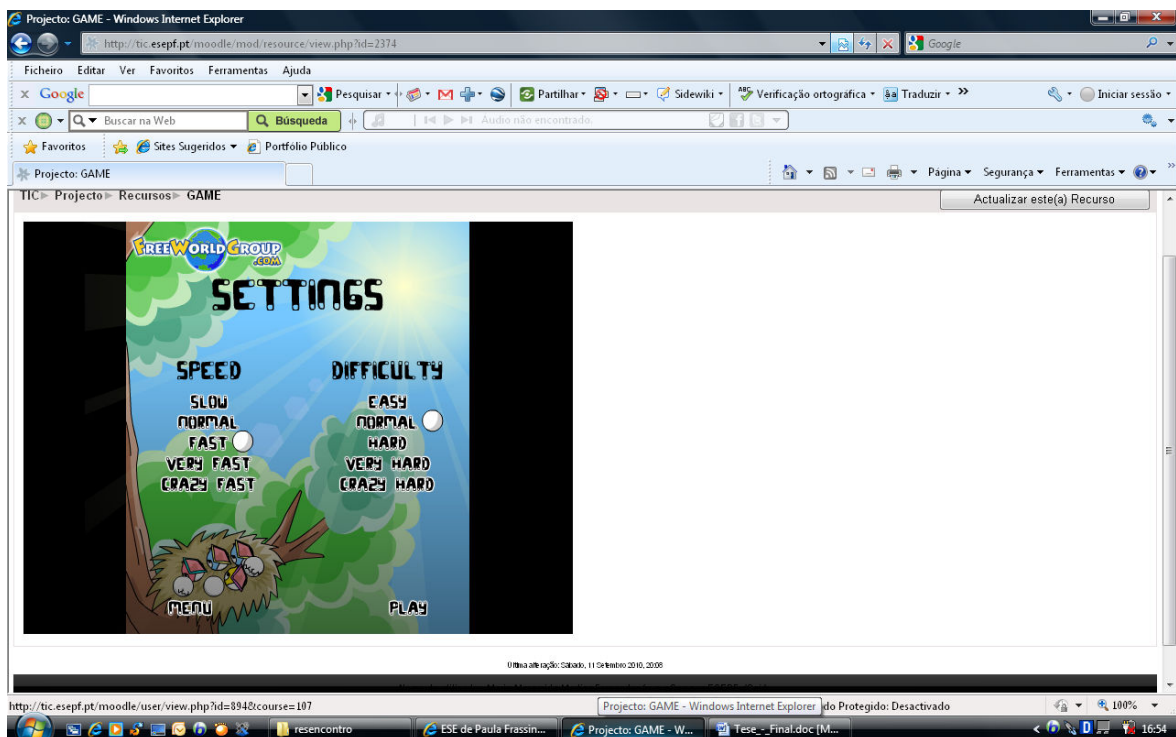 Projecto: GAME - Windows Internet Explorer
http://tic.esepf.pt/moodle/mod/resource/view.php?id=2374
Google
Ficheiro Editar Ver Favoritos Ferramentas Ajuda
x Google Pesquisar Partilhar Sidewiki ABC Verificação ortográfica Traduzir Iniciar sessão
x Buscar na Web Búsqueda Audio não encontrado.
Favoritos Sites Sugeridos Portfólio Público
Projecto: GAME Página Segurança Ferramentas
TIC Projecto Recursos GAME Actualizar este(a) Recurso
FREEWORLDGROUP
.COM
SETTINGS
SPEED DIFFICULTY
SLOW EASY
NORMAL NORMAL
FAST HARD
VERY FAST VERY HARD
CRAZY FAST CRAZY HARD
MENU PLAY
Última alteração: Sábado, 11 Setembro 2010, 20:08
http://tic.esepf.pt/moodle/user/view.php?id=894&course=107 Projecto: GAME - Windows Internet Explorer do Protegido: Desactivado 100%
resencontro ESE de Paula Frassin... Projecto: GAME - W... Tese_-_Final.doc [M... 16:54